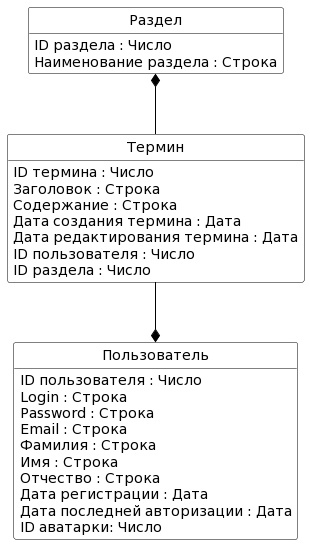 Раздел
ID раздела : Число
Наименование раздела : Строка
Термин
ID термина : Число
Заголовок : Строка
Содержание : Строка
Дата создания термина : Дата
Дата редактирования термина : Дата
ID пользователя : Число
ID раздела : Число
Пользователь
ID пользователя : Число
Login : Строка
Password : Строка
Email : Строка
Фамилия : Строка
Имя : Строка
Отчество : Строка
Дата регистрации : Дата
Дата последней авторизации : Дата
ID аватарки: Число